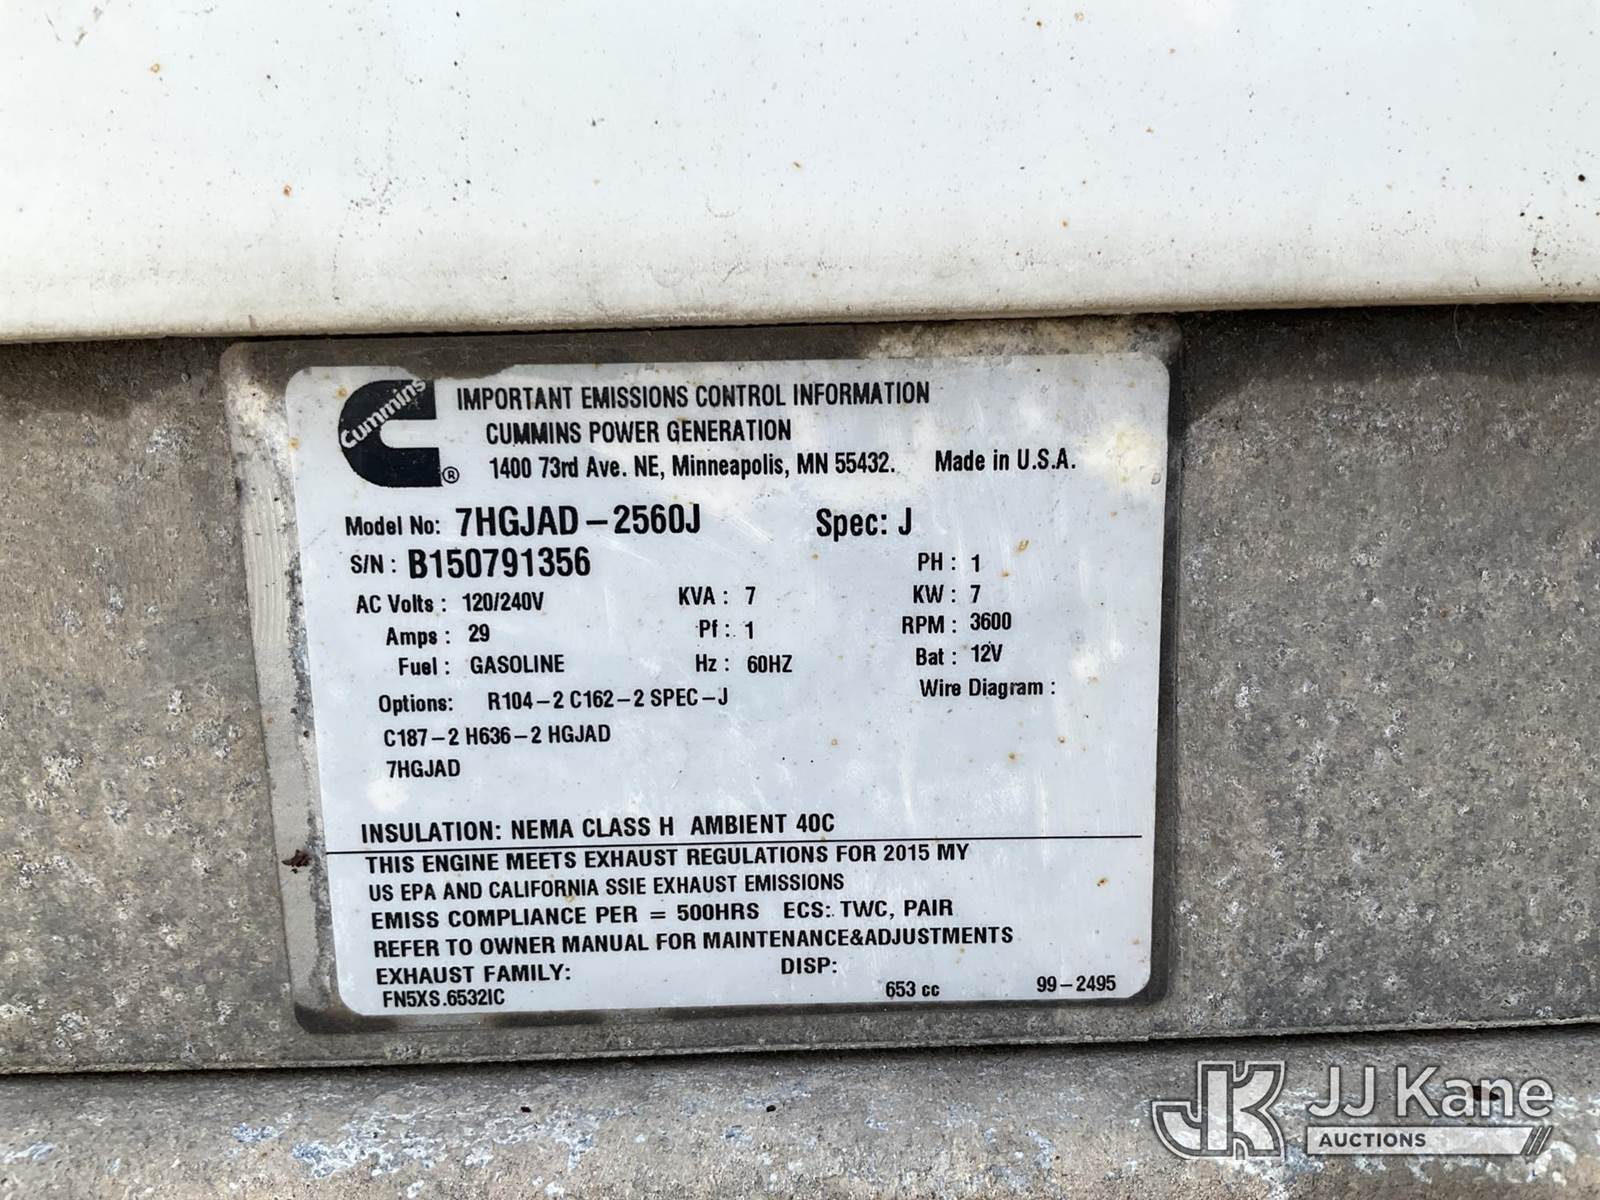 Cummins
®
IMPORTANT EMISSIONS CONTROL INFORMATION
CUMMINS POWER GENERATION
1400 73rd Ave. NE, Minneapolis, MN 55432. Made in U.S.A.
Model No: 7HGJAD-2560J Spec: J
S/N: B150791356 PH: 1
AC Volts: 120/240V KVA: 7 KW: 7
Amps: 29 Pf: 1 RPM: 3600
Fuel: GASOLINE Hz: 60HZ Bat: 12V
Options: R104-2 C162-2 SPEC-J Wire Diagram:
C187-2 H636-2 HGJAD
7HGJAD
INSULATION: NEMA CLASS H AMBIENT 40C
THIS ENGINE MEETS EXHAUST REGULATIONS FOR 2015 MY
US EPA AND CALIFORNIA SSIE EXHAUST EMISSIONS
EMISS COMPLIANCE PER = 500HRS ECS: TWC, PAIR
REFER TO OWNER MANUAL FOR MAINTENANCE&ADJUSTMENTS
EXHAUST FAMILY: DISP:
FN5XS.6532IC 653 cc 99-2495
JK JJ Kane
AUCTIONS